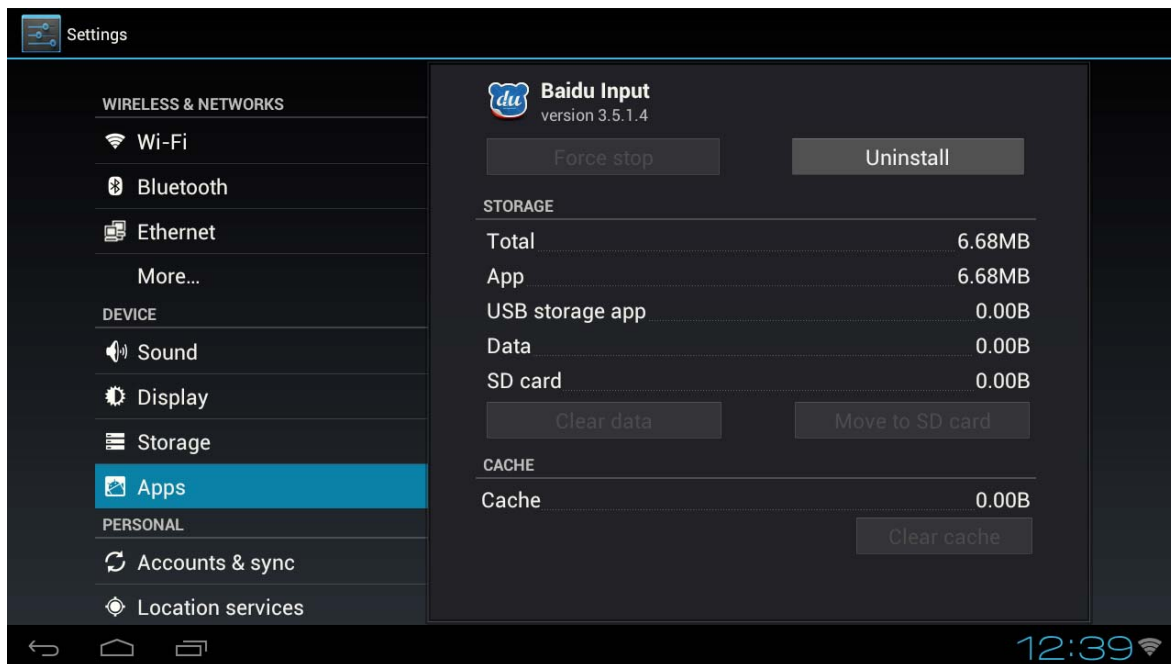 Settings
WIRELESS & NETWORKS
Wi-Fi
Bluetooth
Ethernet
More...
DEVICE
Sound
Display
Storage
Apps
PERSONAL
Accounts & sync
Location services
du Baidu Input
version 3.5.1.4
Force stop Uninstall
STORAGE
Total 6.68MB
App 6.68MB
USB storage app 0.00B
Data 0.00B
SD card 0.00B
Clear data Move to SD card
CACHE
Cache 0.00B
Clear cache
12:39